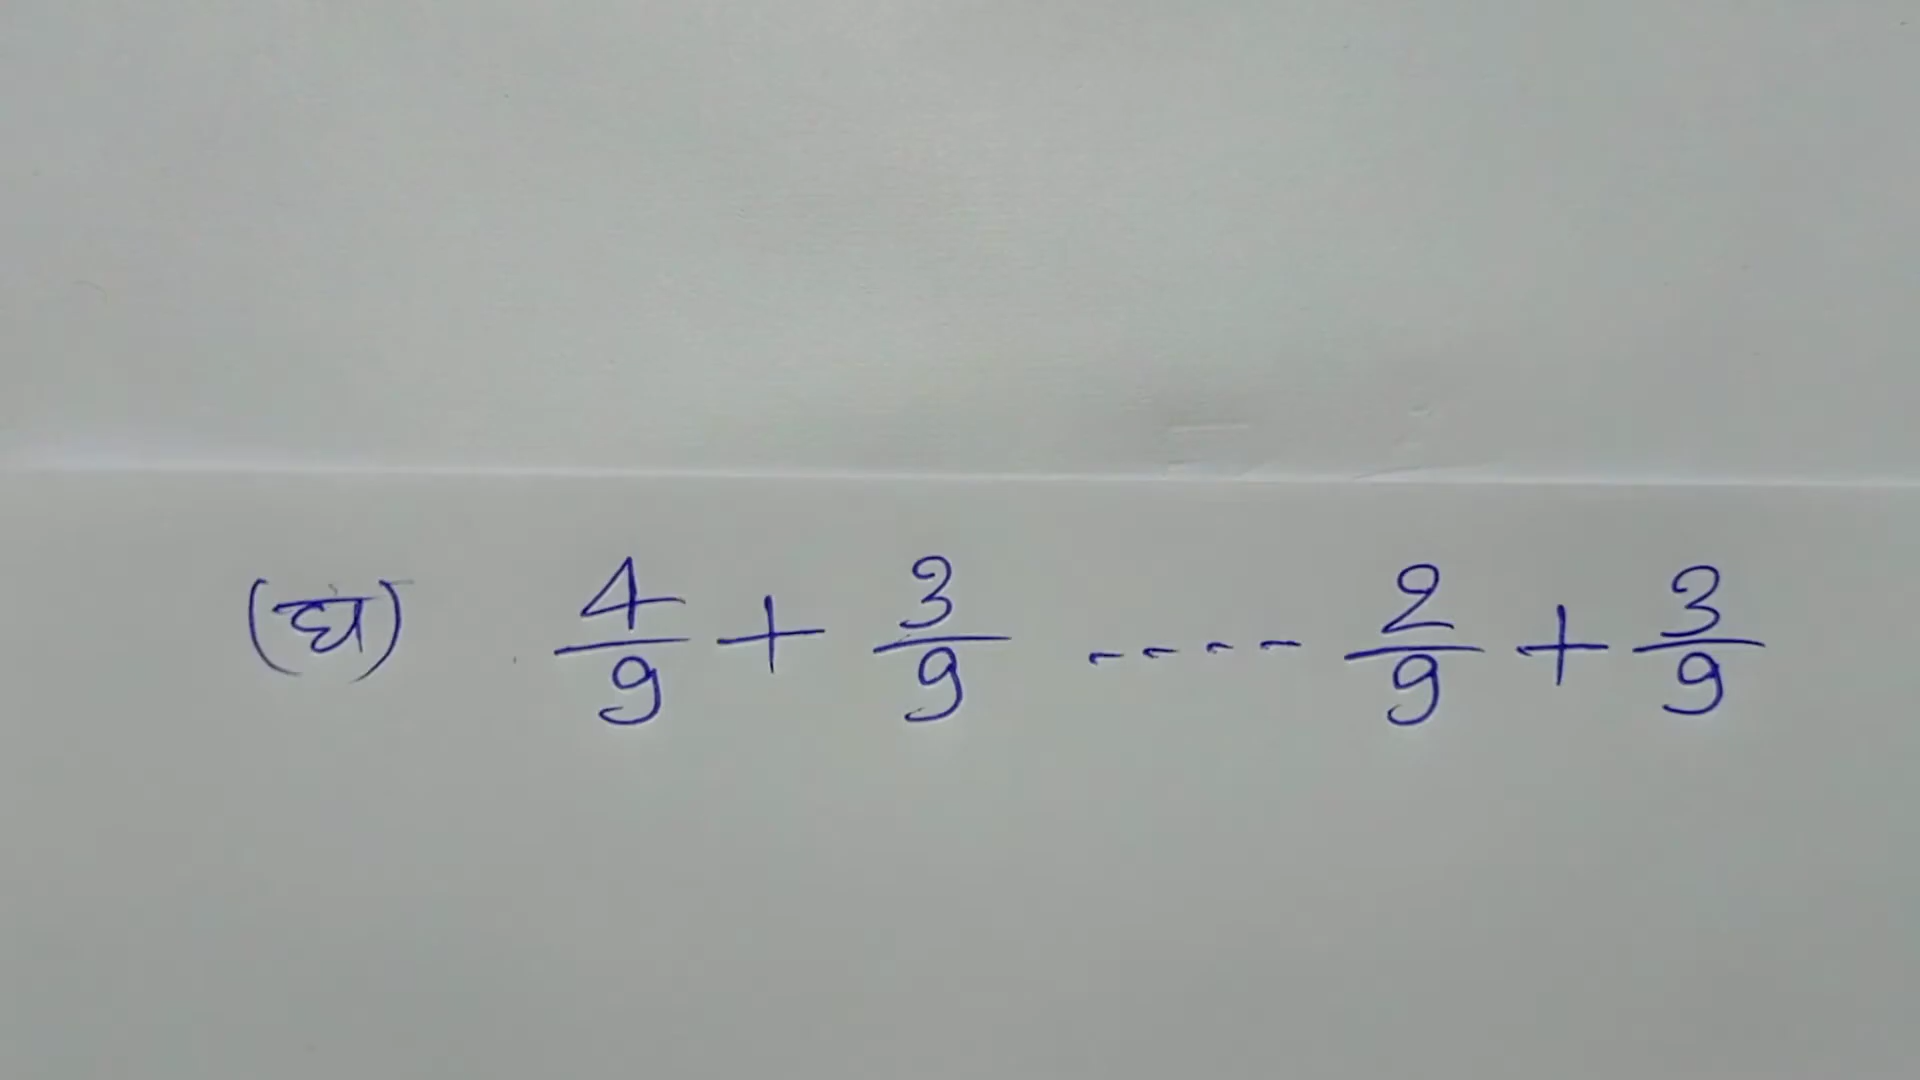 (घ) 4/9 + 3/9 ---- 2/9 + 3/9